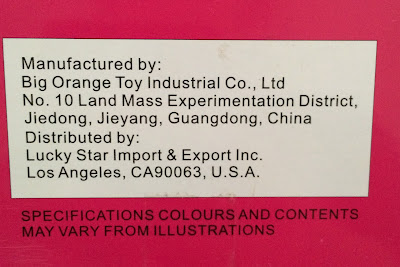 Manufactured by:
Big Orange Toy Industrial Co., Ltd
No. 10 Land Mass Experimentation District,
Jiedong, Jieyang, Guangdong, China
Distributed by:
Lucky Star Import & Export Inc.
Los Angeles, CA90063, U.S.A.
SPECIFICATIONS COLOURS AND CONTENTS
MAY VARY FROM ILLUSTRATIONS